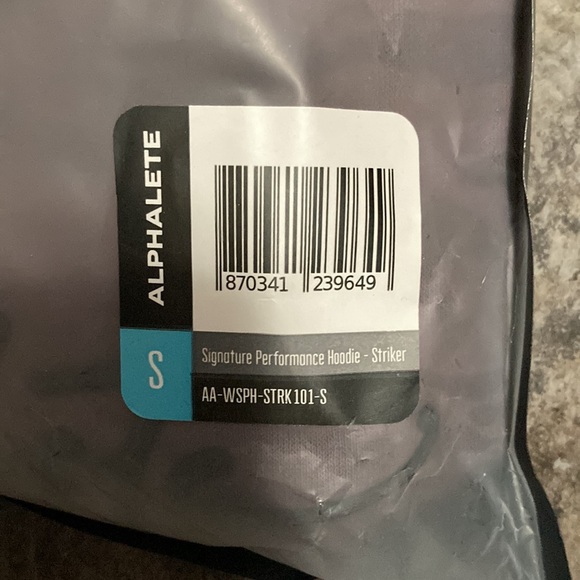 ALPHALETE
870341 239649
S
Signature Performance Hoodie - Striker
AA-WSPH-STRK101-S